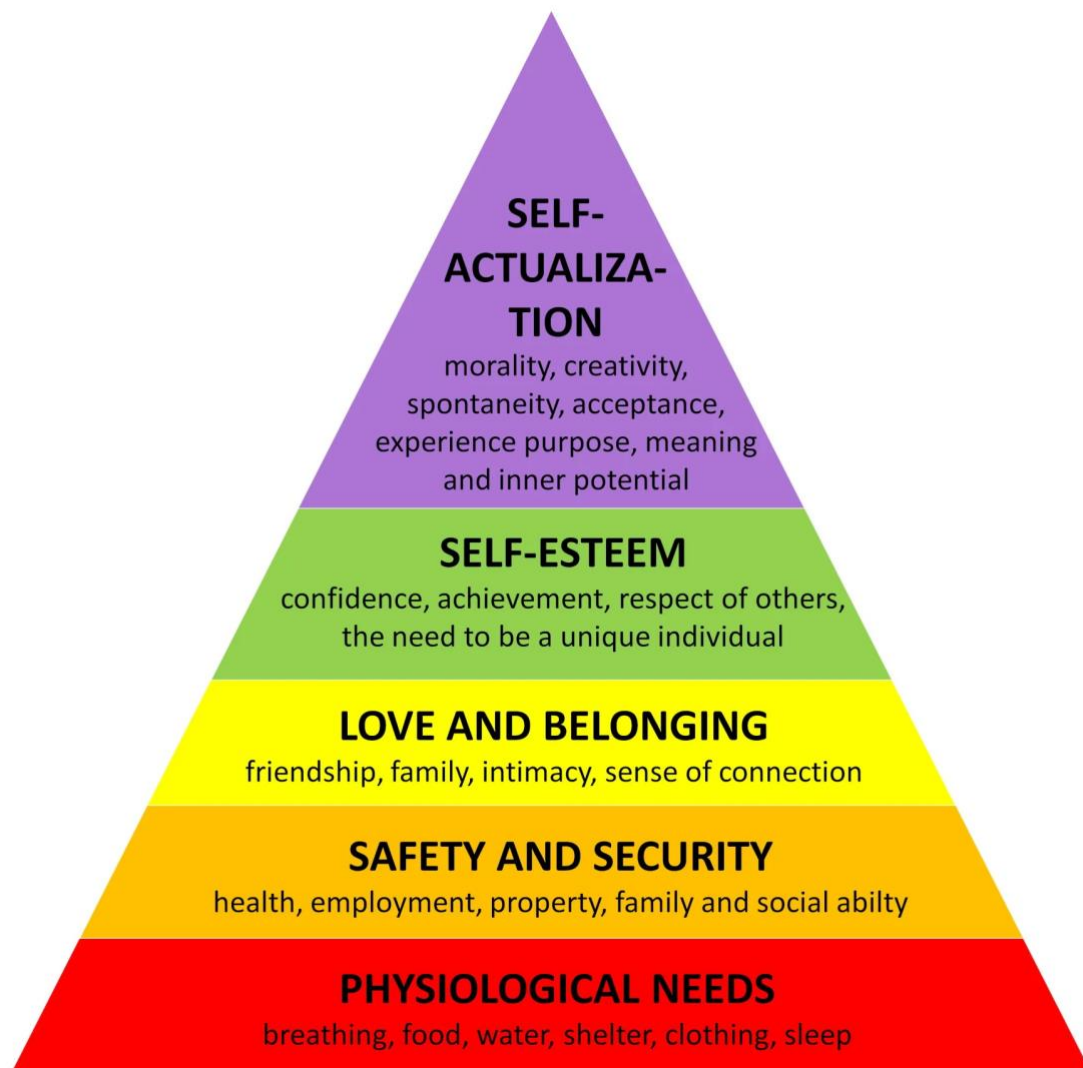 SELF-
ACTUALIZA-
TION
morality, creativity,
spontaneity, acceptance,
experience purpose, meaning
and inner potential
SELF-ESTEEM
confidence, achievement, respect of others,
the need to be a unique individual
LOVE AND BELONGING
friendship, family, intimacy, sense of connection
SAFETY AND SECURITY
health, employment, property, family and social abilty
PHYSIOLOGICAL NEEDS
breathing, food, water, shelter, clothing, sleep